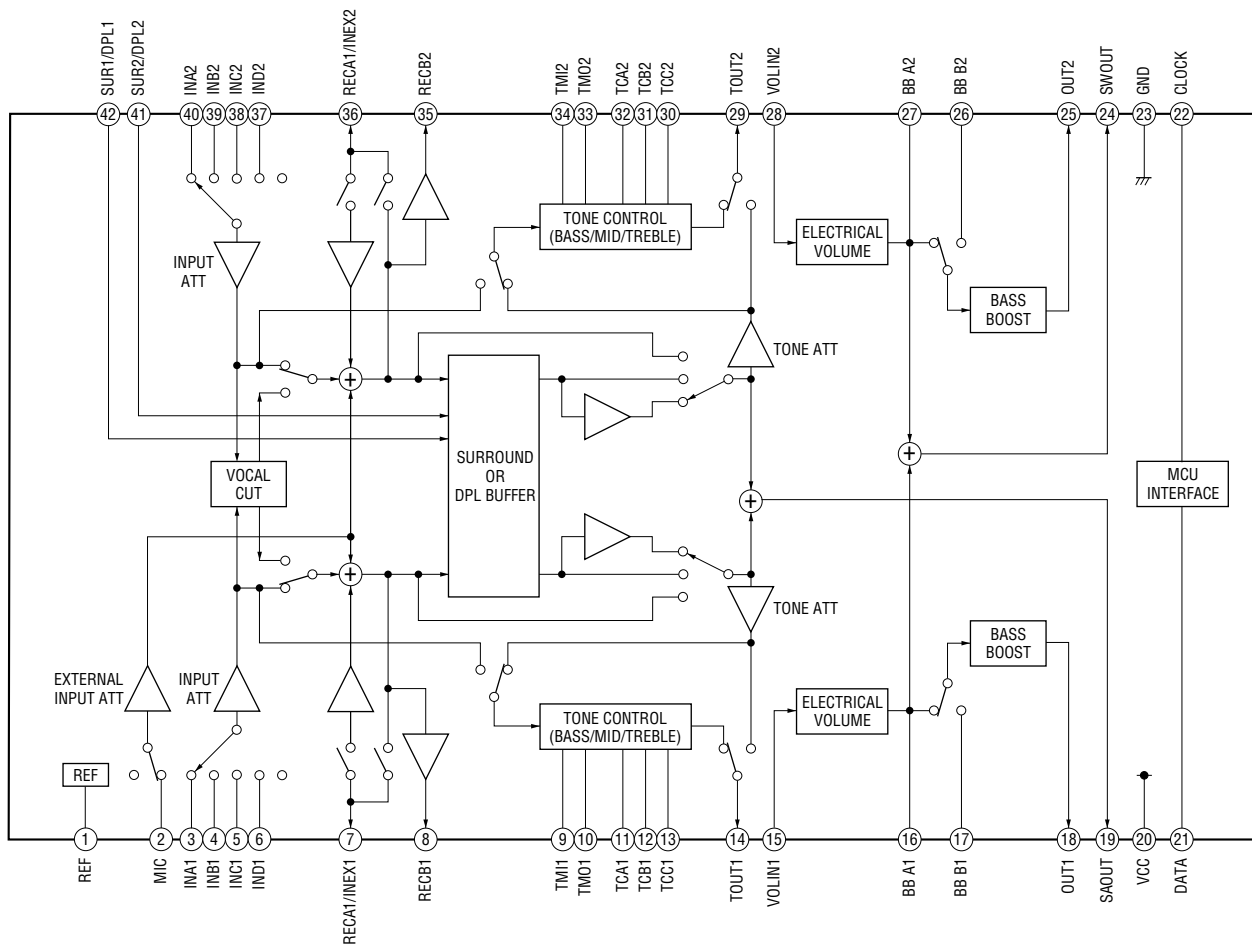 SUR1/DPL1
SUR2/DPL2
INA2
INB2
INC2
IND2
RECA1/INEX2
RECB2
TMI2
TMO2
TCA2
TCB2
TCC2
TOUT2
VOLIN2
BB A2
BB B2
OUT2
SWOUT
GND
CLOCK
42
41
40
39
38
37
36
35
34
33
32
31
30
29
28
27
26
25
24
23
22
TONE CONTROL
(BASS/MID/TREBLE)
ELECTRICAL
VOLUME
INPUT
ATT
BASS
BOOST
TONE ATT
+
+
VOCAL
CUT
SURROUND
OR
DPL BUFFER
MCU
INTERFACE
+
+
TONE ATT
BASS
BOOST
EXTERNAL
INPUT ATT
INPUT
ATT
ELECTRICAL
VOLUME
TONE CONTROL
(BASS/MID/TREBLE)
REF
1
2
3
4
5
6
7
8
9
10
11
12
13
14
15
16
17
18
19
20
21
REF
MIC
INA1
INB1
INC1
IND1
RECA1/INEX1
RECB1
TMI1
TMO1
TCA1
TCB1
TCC1
TOUT1
VOLIN1
BB A1
BB B1
OUT1
SAOUT
VCC
DATA